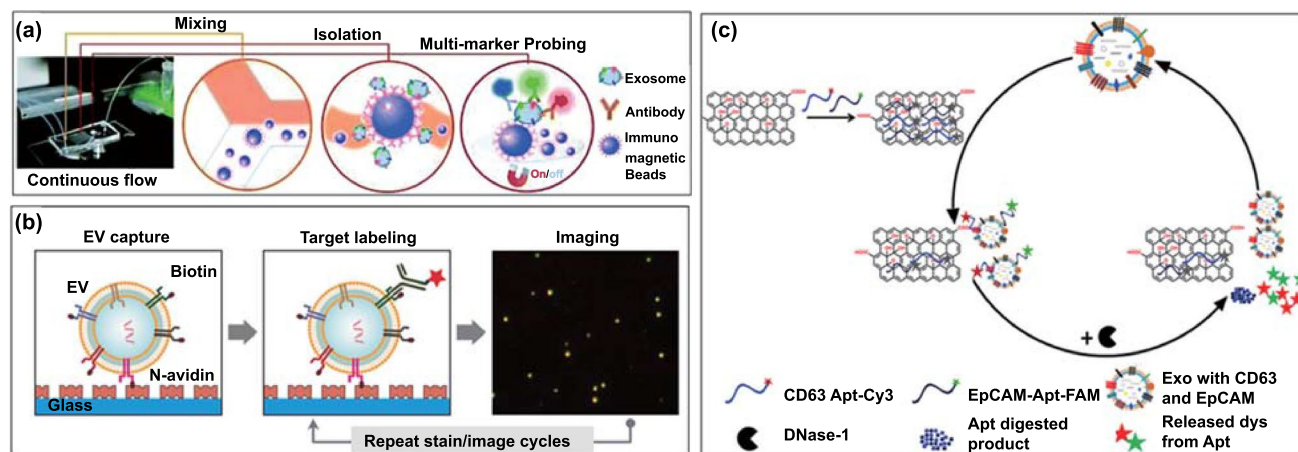 (a)
Mixing
Isolation
Multi-marker Probing
Exosome
Antibody
Immuno
magnetic
Beads
On/off
Continuous flow
(b)
EV capture
Target labeling
Imaging
Biotin
EV
N-avidin
Glass
Repeat stain/image cycles
(c)
+
CD63 Apt-Cy3
EpCAM-Apt-FAM
Exo with CD63
and EpCAM
DNase-1
Apt digested
product
Released dys
from Apt